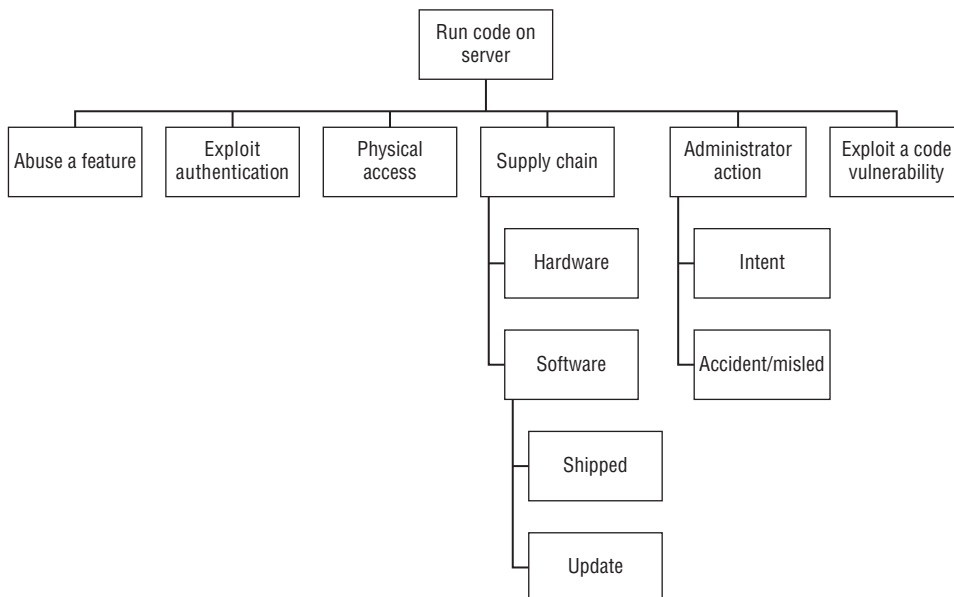 Run code on
server
Abuse a feature
Exploit
authentication
Physical
access
Supply chain
Administrator
action
Exploit a code
vulnerability
Hardware
Intent
Software
Accident/misled
Shipped
Update